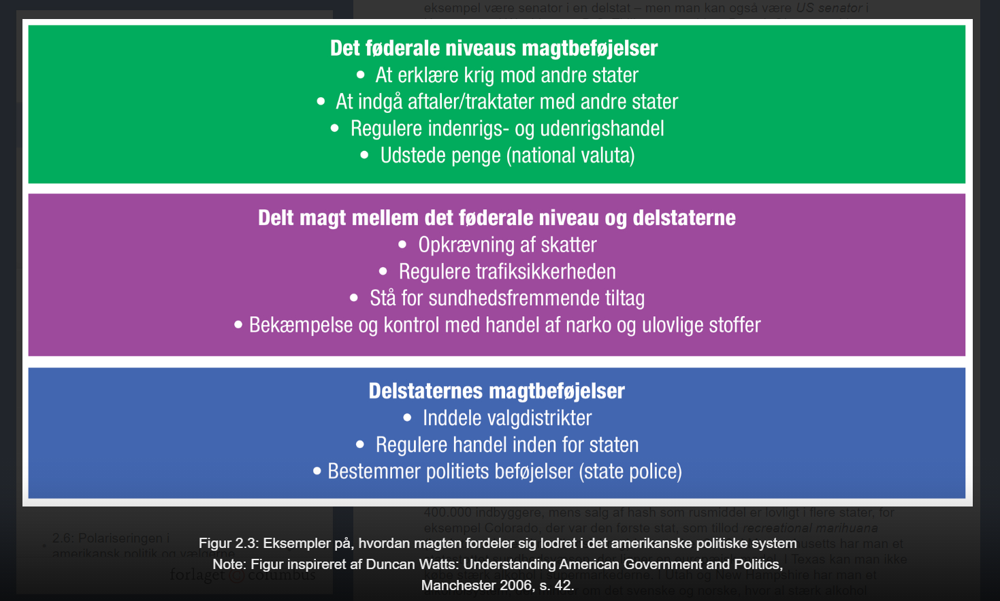 eksempel være senator i en delstat – men man kan også være US senator i
Det føderale niveaus magtbeføjelser
• At erklære krig mod andre stater
• At indgå aftaler/traktater med andre stater
• Regulere indenrigs- og udenrigshandel
• Udstede penge (national valuta)
Delt magt mellem det føderale niveau og delstaterne
• Opkrævning af skatter
• Regulere trafiksikkerheden
• Stå for sundhedsfremmende tiltag
• Bekæmpelse og kontrol med handel af narko og ulovlige stoffer
Delstaternes magtbeføjelser
• Inddele valgdistrikter
• Regulere handel inden for staten
• Bestemmer politiets beføjelser (state police)
400.000 indbyggere, mens salg af hash som rusmiddel er lovligt i flere stater, for
eksempel Colorado, der var den første stat, som tillod recreational marihuana
2.6: Polariseringen i
amerikansk politik og vælgerne
forlaget © columbus
Figur 2.3: Eksempler på, hvordan magten fordeler sig lodret i det amerikanske politiske system
Note: Figur inspireret af Duncan Watts: Understanding American Government and Politics,
Manchester 2006, s. 42.
har man et
I Texas kan man ikke
købe stærk alkohol i supermarkederne. I Utah og New Hampshire har man et
om det svenske og norske, hvor al stærk alkohol